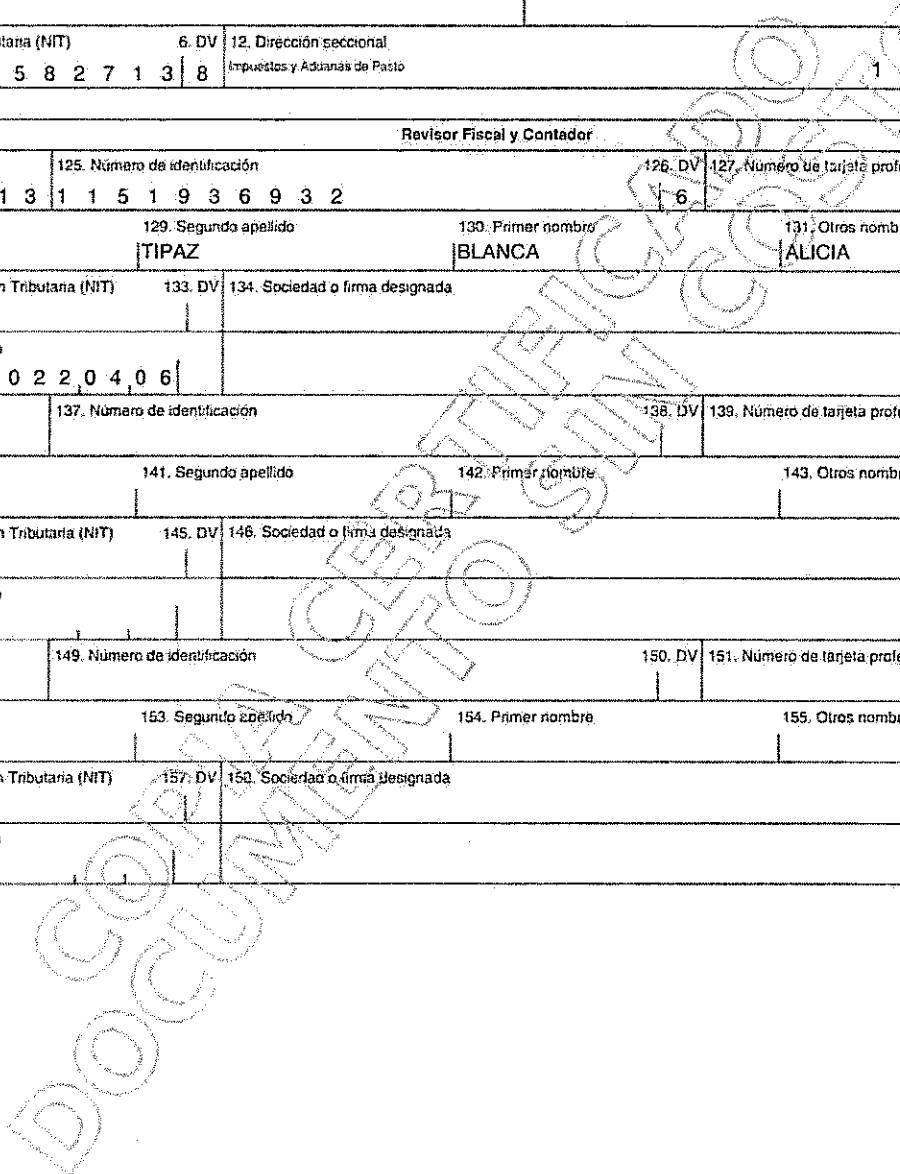 utaria (NIT) 6. DV 12. Dirección seccional
5 8 2 7 1 3 8 Impuestos y Aduanas de Pasto 1
Revisor Fiscal y Contador
125. Número de identificación 126. DV 127. Número de tarjeta profe
1 3 1 1 5 1 9 3 6 9 3 2 6
129. Segundo apellido 130. Primer nombre 131. Otros nomb
TIPAZ BLANCA ALICIA
n Tributaria (NIT) 133. DV 134. Sociedad o firma designada
0 2 2 0 4 0 6
137. Número de identificación 138. DV 139. Número de tarjeta profe
141. Segundo apellido 142. Primer nombre 143. Otros nombr
n Tributaria (NIT) 145. DV 146. Sociedad o firma designada
149. Número de identificación 150. DV 151. Número de tarjeta profe
153. Segundo apellido 154. Primer nombre 155. Otros nombr
n Tributaria (NIT) 157. DV 158. Sociedad o firma designada
COPIA CERTIFICADO
DOCUMENTO SIN COSTO